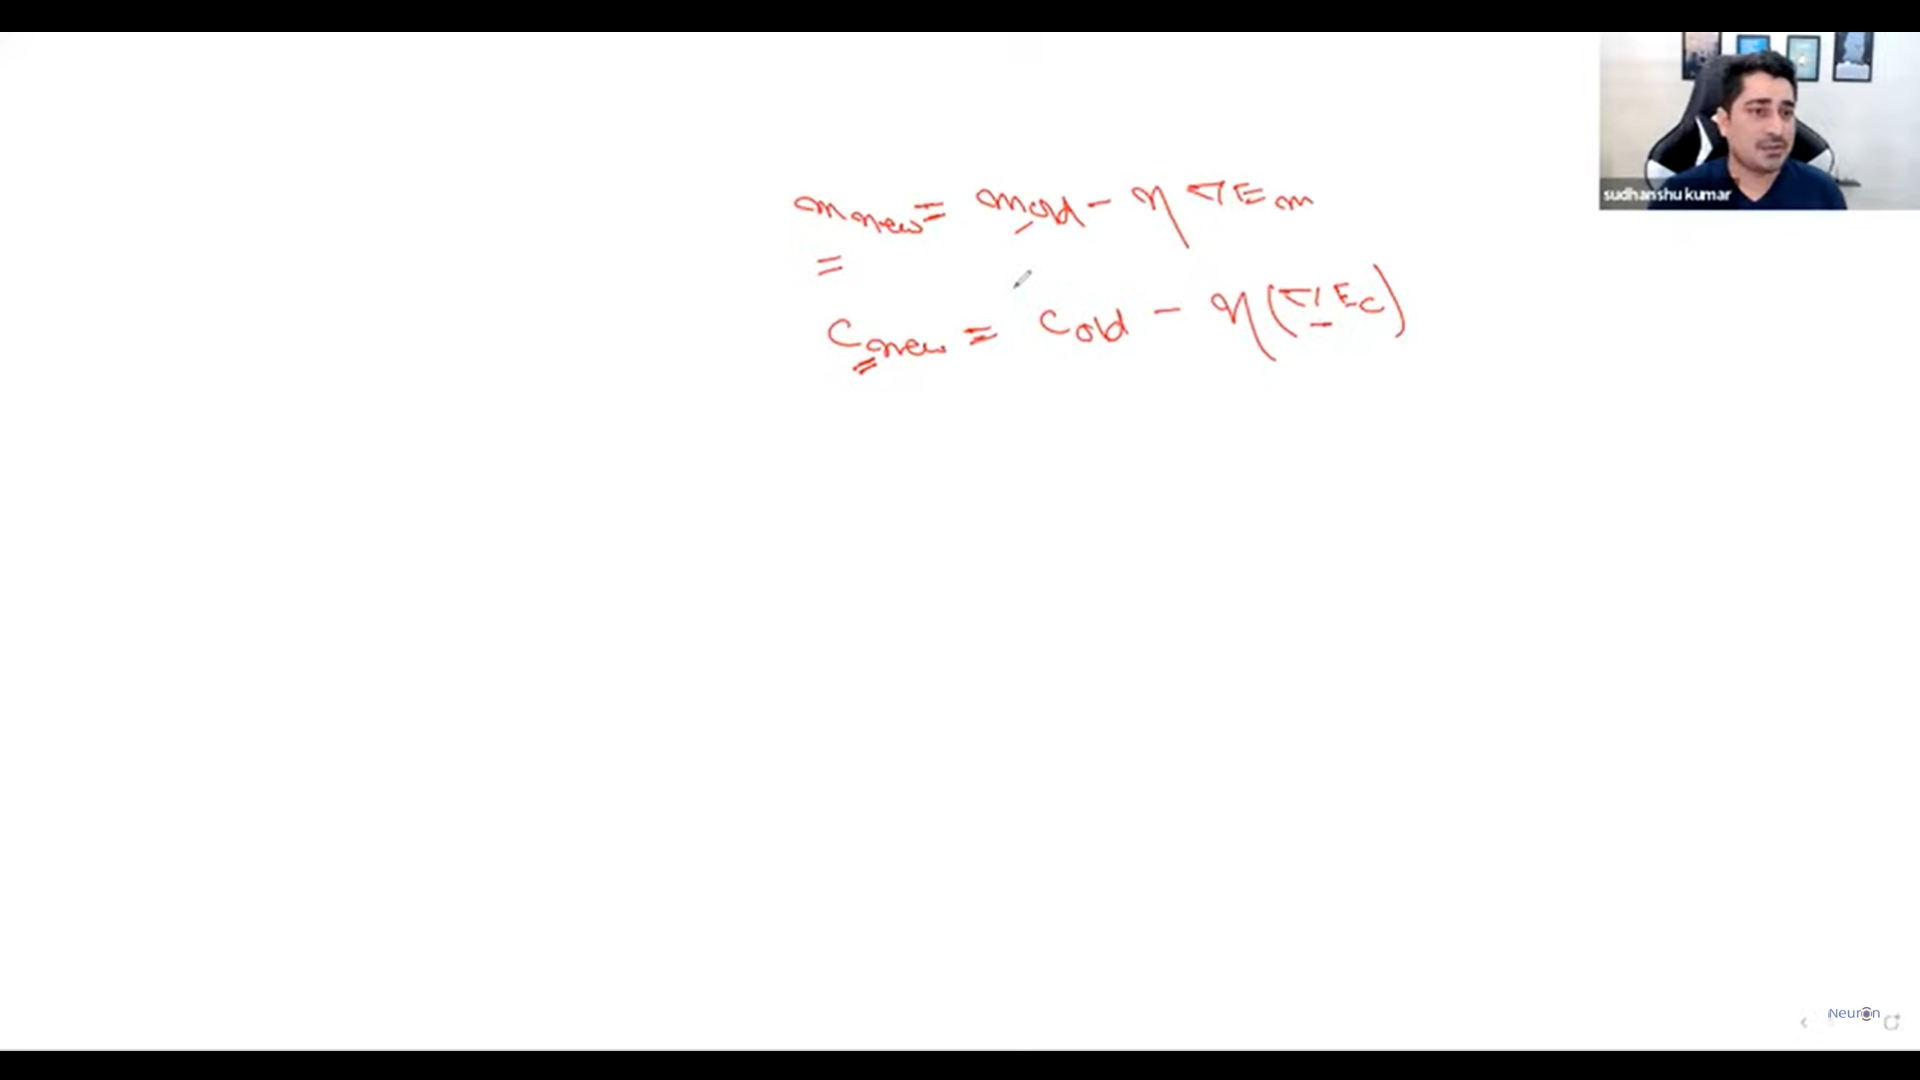 m new = m old - η ∇ E m
=
C new = C old - η (∇ E c)
sudhanshu kumar
Neuron